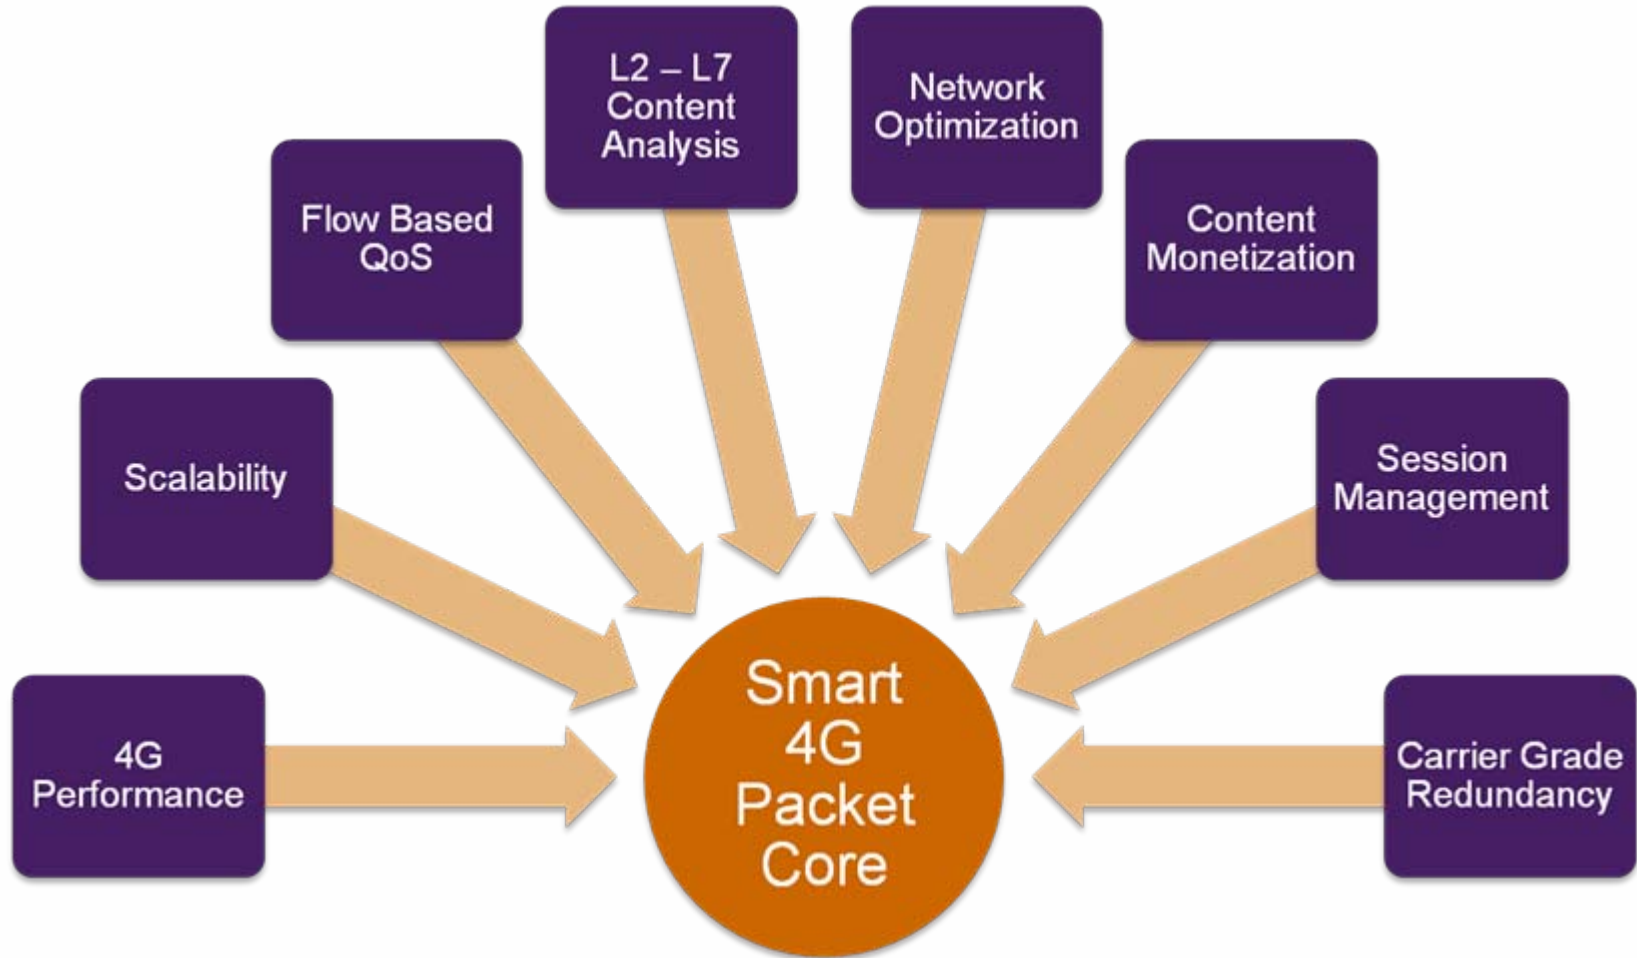 L2 – L7
Content
Analysis
Network
Optimization
Flow Based
QoS
Content
Monetization
Scalability
Session
Management
4G
Performance
Smart
4G
Packet
Core
Carrier Grade
Redundancy